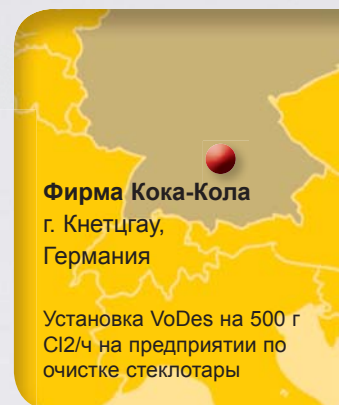 Фирма Кока-Кола
г. Кнетцгау,
Германия
Установка VoDes на 500 г
Cl2/ч на предприятии по
очистке стеклотары